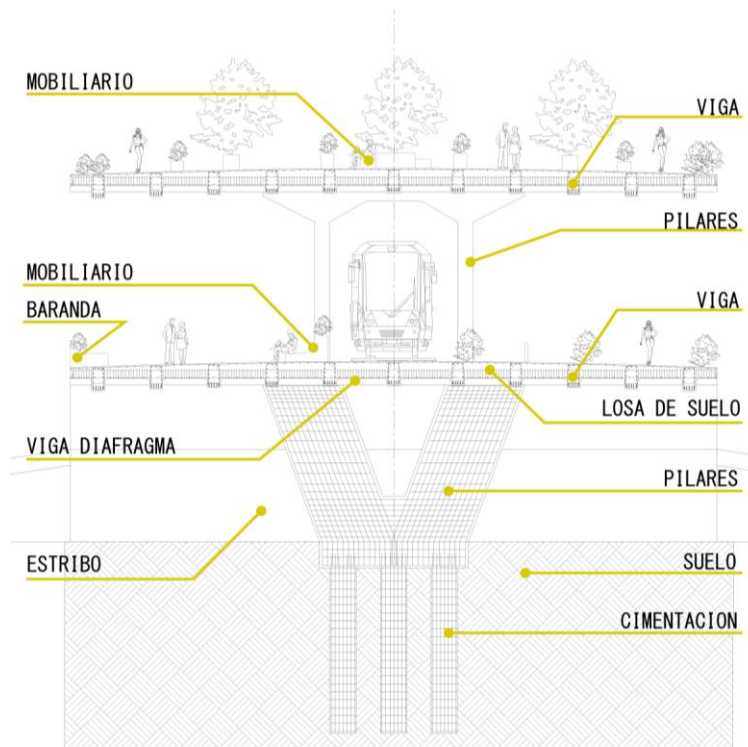 MOBILIARIO
VIGA
PILARES
MOBILIARIO
BARANDA
VIGA
LOSA DE SUELO
VIGA DIAFRAGMA
PILARES
ESTRIBO
SUELO
CIMENTACION